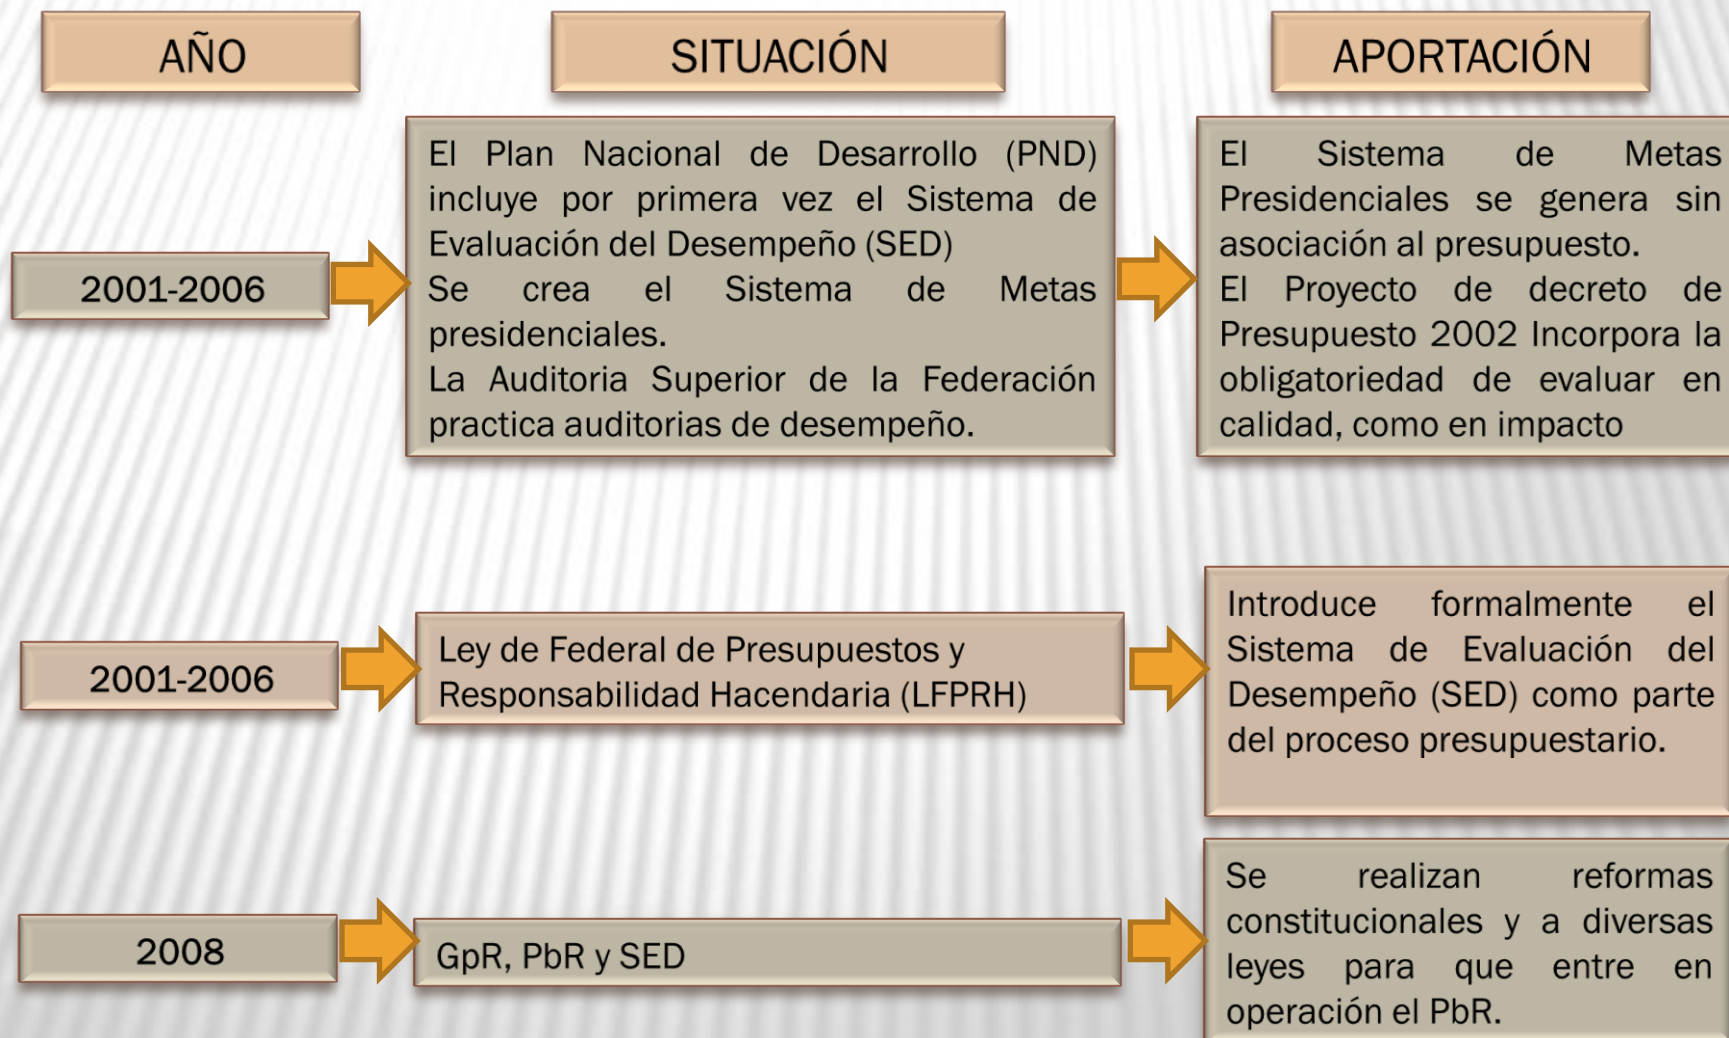 AÑO
SITUACIÓN
APORTACIÓN
2001-2006
El Plan Nacional de Desarrollo (PND)
incluye por primera vez el Sistema de
Evaluación del Desempeño (SED)
Se crea el Sistema de Metas
presidenciales.
La Auditoria Superior de la Federación
practica auditorias de desempeño.
El Sistema de Metas
Presidenciales se genera sin
asociación al presupuesto.
El Proyecto de decreto de
Presupuesto 2002 Incorpora la
obligatoriedad de evaluar en
calidad, como en impacto
2001-2006
Ley de Federal de Presupuestos y
Responsabilidad Hacendaria (LFPRH)
Introduce formalmente el
Sistema de Evaluación del
Desempeño (SED) como parte
del proceso presupuestario.
2008
GpR, PbR y SED
Se realizan reformas
constitucionales y a diversas
leyes para que entre en
operación el PbR.